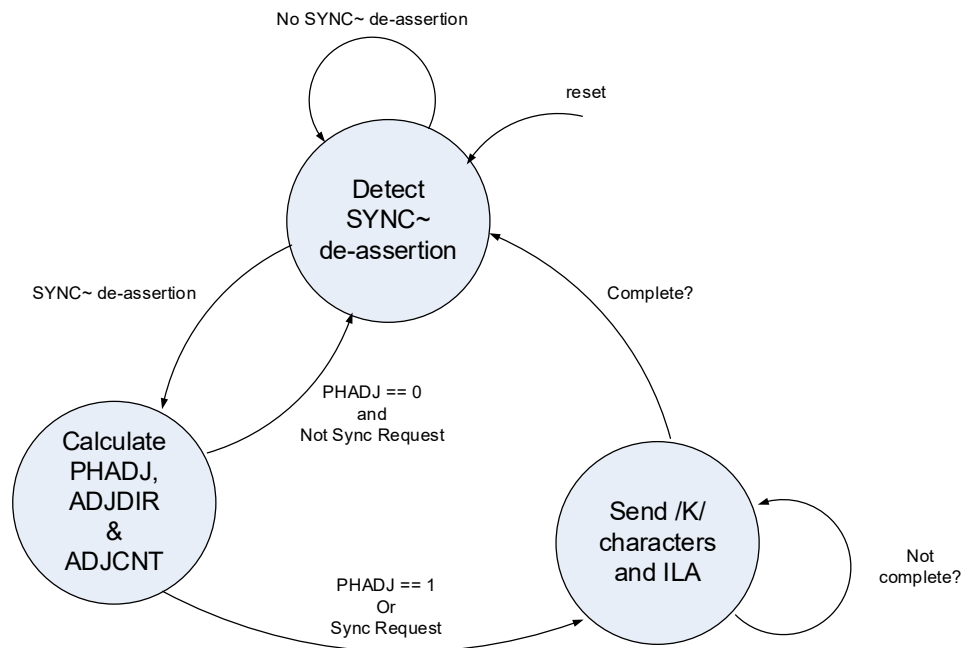 No SYNC~ de-assertion
reset
Detect
SYNC~
de-assertion
SYNC~ de-assertion
Complete?
PHADJ == 0
and
Not Sync Request
Calculate
PHADJ,
ADJDIR
&
ADJCNT
Send /K/
characters
and ILA
Not
complete?
PHADJ == 1
Or
Sync Request